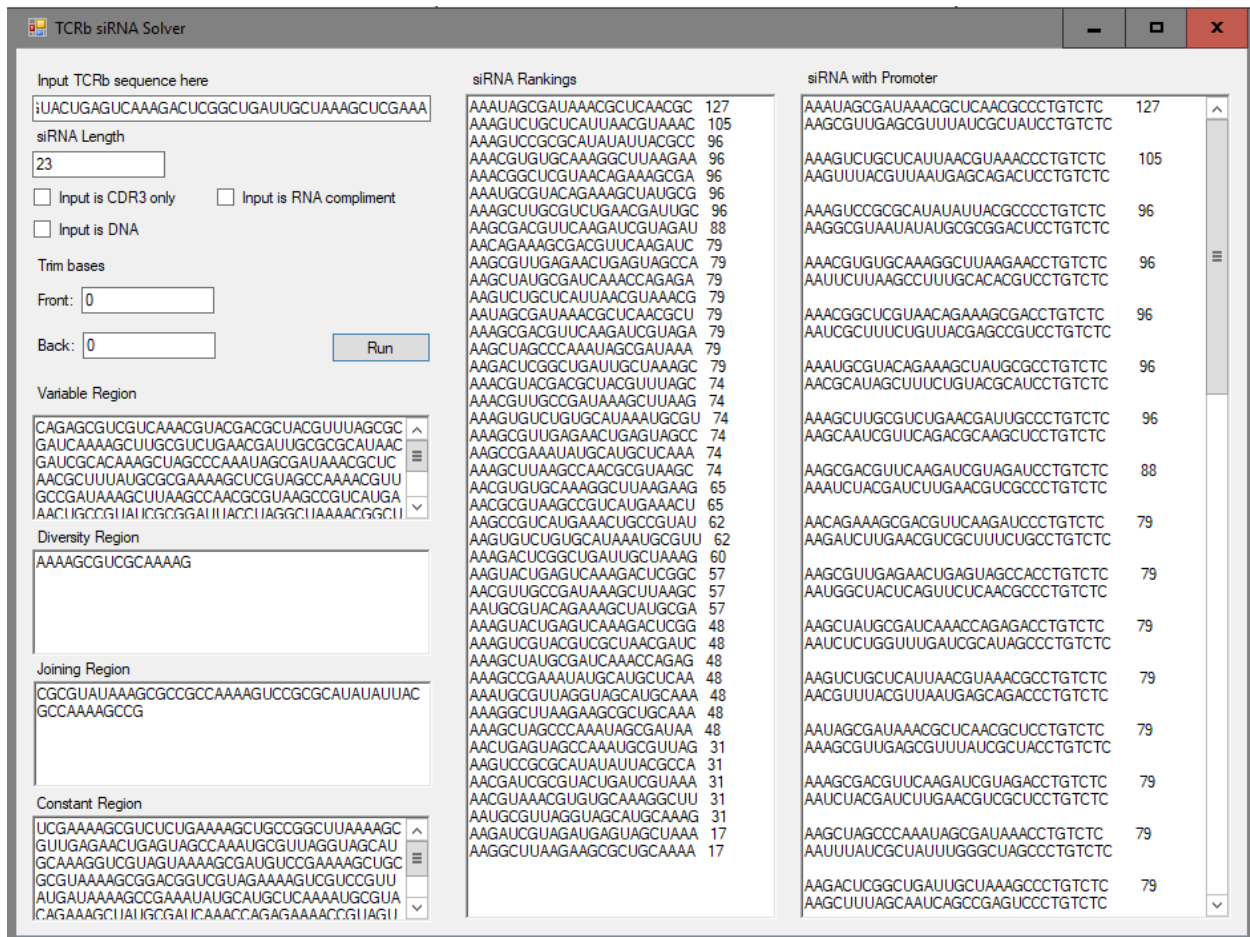 TCRb siRNA Solver
Input TCRb sequence here
UACUGAGUCAAAGACUCGGCUGAUUGCUAAAGCUCGAAA
siRNA Length
23
Input is CDR3 only
Input is RNA compliment
Input is DNA
Trim bases
Front: 0
Back: 0
Run
Variable Region
CAGAGCGUCGUCAAACGUACGACGCUACGUUUAGCGC
GAUCAAAAGCUUGCGUCUGAACGAUUGCGCGCAUAAC
GAUCGCACAAAGCUAGCCCAAAUAGCGAUAAACGCUC
AACGCUUUAUGCGCGAAAAGCUCGUAGCCAAAACGUU
GCCGAUAAAGCUUAAGCCAACGCGUAAGCCGUCAUGA
AACUGCCGUAUCGCGGAUUACCUAGGCUAAAACGGCU
Diversity Region
AAAAGCGUCGCAAAAG
Joining Region
CGCGUAUAAAGCGCCGCCAAAAGUCCGCGCAUAUAUUAC
GCCAAAAGCCG
Constant Region
UCGAAAAGCGUCUCUGAAAAGCUGCCGGCUUAAAAGC
GUUGAGAACUGAGUAGCCAAAUGCGUUAGGUAGCAU
GCAAAGGUCGUAGUAAAAGCGAUGUCCGAAAAGCUGC
GCGUAAAAGCGGACGGUCGUAGAAAAGUCGUCCGUU
AUGAUAAAAGCCGAAAUAUGCAUGCUCAAAAUGCGUA
CAGAAAGCUAUGCGAUCAAACCAGAGAAAACCGUAGU
siRNA Rankings
AAAUAGCGAUAAACGCUCAACGC 127
AAAGUCUGCUCAUUAACGUAAAC 105
AAAGUCCGCGCAUAUAUUACGCC 96
AAACGUGUGCAAAGGCUUAAGAA 96
AAACGGCUCGUAACAGAAAGCGA 96
AAAUGCGUACAGAAAGCUAUGCG 96
AAAGCUUGCGUCUGAACGAUUGC 96
AAGCGACGUUCAAGAUCGUAGAU 88
AACAGAAAGCGACGUUCAAGAUC 79
AAGCGUUGAGAACUGAGUAGCCA 79
AAGCUAUGCGAUCAAACCAGAGA 79
AAGUCUGCUCAUUAACGUAAACG 79
AAUAGCGAUAAACGCUCAACGCU 79
AAAGCGACGUUCAAGAUCGUAGA 79
AAGCUAGCCCAAAUAGCGAUAAA 79
AAGACUCGGCUGAUUGCUAAAGC 79
AAACGUACGACGCUACGUUUAGC 74
AAACGUUGCCGAUAAAGCUUAAG 74
AAAGUGUCUGUGCAUAAAUGCGU 74
AAAGCGUUGAGAACUGAGUAGCC 74
AAGCCGAAAUAUGCAUGCUCAAA 74
AAAGCUUAAGCCAACGCGUAAGC 74
AACGUGUGCAAAGGCUUAAGAAG 65
AACGCGUAAGCCGUCAUGAAACU 65
AAGCCGUCAUGAAACUGCCGUAU 62
AAGUGUCUGUGCAUAAAUGCGUU 62
AAAGACUCGGCUGAUUGCUAAAG 60
AAGUACUGAGUCAAAGACUCGGC 57
AACGUUGCCGAUAAAGCUUAAGC 57
AAUGCGUACAGAAAGCUAUGCGA 57
AAAGUACUGAGUCAAAGACUCGG 48
AAAGUCGUACGUCGCUAACGAUC 48
AAAGCUAUGCGAUCAAACCAGAG 48
AAAGCCGAAAUAUGCAUGCUCAA 48
AAAUGCGUUAGGUAGCAUGCAAA 48
AAAGGCUUAAGAAGCGCUGCAAA 48
AAAGCUAGCCCAAAUAGCGAUAA 48
AACUGAGUAGCCAAAUGCGUUAG 31
AAGUCCGCGCAUAUAUUACGCCA 31
AACGAUCGCGUACUGAUCGUAAA 31
AACGUAAACGUGUGCAAAGGCUU 31
AAUGCGUUAGGUAGCAUGCAAAG 31
AAGAUCGUAGAUGAGUAGCUAAA 17
AAGGCUUAAGAAGCGCUGCAAAA 17
siRNA with Promoter
AAAUAGCGAUAAACGCUCAACGCCCTGTCTC 127
AAGCGUUGAGCGUUUAUCGCUAUCCTGTCTC
AAAGUCUGCUCAUUAACGUAAACCCTGTCTC 105
AAGUUUACGUUAAUGAGCAGACUCCTGTCTC
AAAGUCCGCGCAUAUAUUACGCCCCTGTCTC 96
AAGGCGUAAUAUAUGCGCGGACUCCTGTCTC
AAACGUGUGCAAAGGCUUAAGAACCTGTCTC 96
AAUUCUUAAGCCUUUGCACACGUCCTGTCTC
AAACGGCUCGUAACAGAAAGCGACCTGTCTC 96
AAUCGCUUUCUGUUACGAGCCGUCCTGTCTC
AAAUGCGUACAGAAAGCUAUGCGCCTGTCTC 96
AACGCAUAGCUUUCUGUACGCAUCCTGTCTC
AAAGCUUGCGUCUGAACGAUUGCCCTGTCTC 96
AAGCAAUCGUUCAGACGCAAGCUCCTGTCTC
AAGCGACGUUCAAGAUCGUAGAUCCTGTCTC 88
AAAUCUACGAUCUUGAACGUCGCCCTGTCTC
AACAGAAAGCGACGUUCAAGAUCCCTGTCTC 79
AAGAUCUUGAACGUCGCUUUCUGCCTGTCTC
AAGCGUUGAGAACUGAGUAGCCACCTGTCTC 79
AAUGGCUACUCAGUUCUCAACGCCCTGTCTC
AAGCUAUGCGAUCAAACCAGAGACCTGTCTC 79
AAUCUCUGGUUUGAUCGCAUAGCCCTGTCTC
AAGUCUGCUCAUUAACGUAAACGCCTGTCTC 79
AACGUUUACGUUAAUGAGCAGACCCTGTCTC
AAUAGCGAUAAACGCUCAACGCUCCTGTCTC 79
AAAGCGUUGAGCGUUUAUCGCUACCTGTCTC
AAAGCGACGUUCAAGAUCGUAGACCTGTCTC 79
AAUCUACGAUCUUGAACGUCGCUCCTGTCTC
AAGCUAGCCCAAAUAGCGAUAAACCTGTCTC 79
AAUUUAUCGCUAUUUGGGCUAGCCCTGTCTC
AAGACUCGGCUGAUUGCUAAAGCCCTGTCTC 79
AAGCUUUAGCAAUCAGCCGAGUCCCTGTCTC